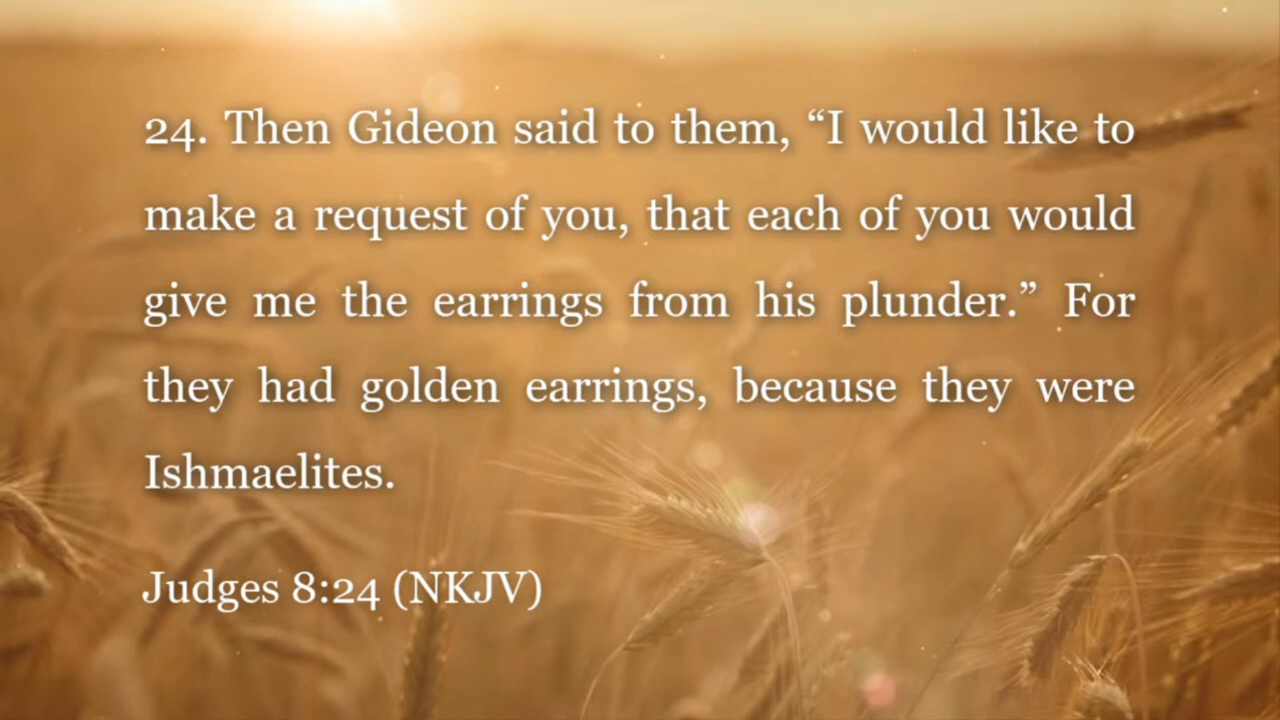 24. Then Gideon said to them, “I would like to
make a request of you, that each of you would
give me the earrings from his plunder.” For
they had golden earrings, because they were
Ishmaelites.
Judges 8:24 (NKJV)